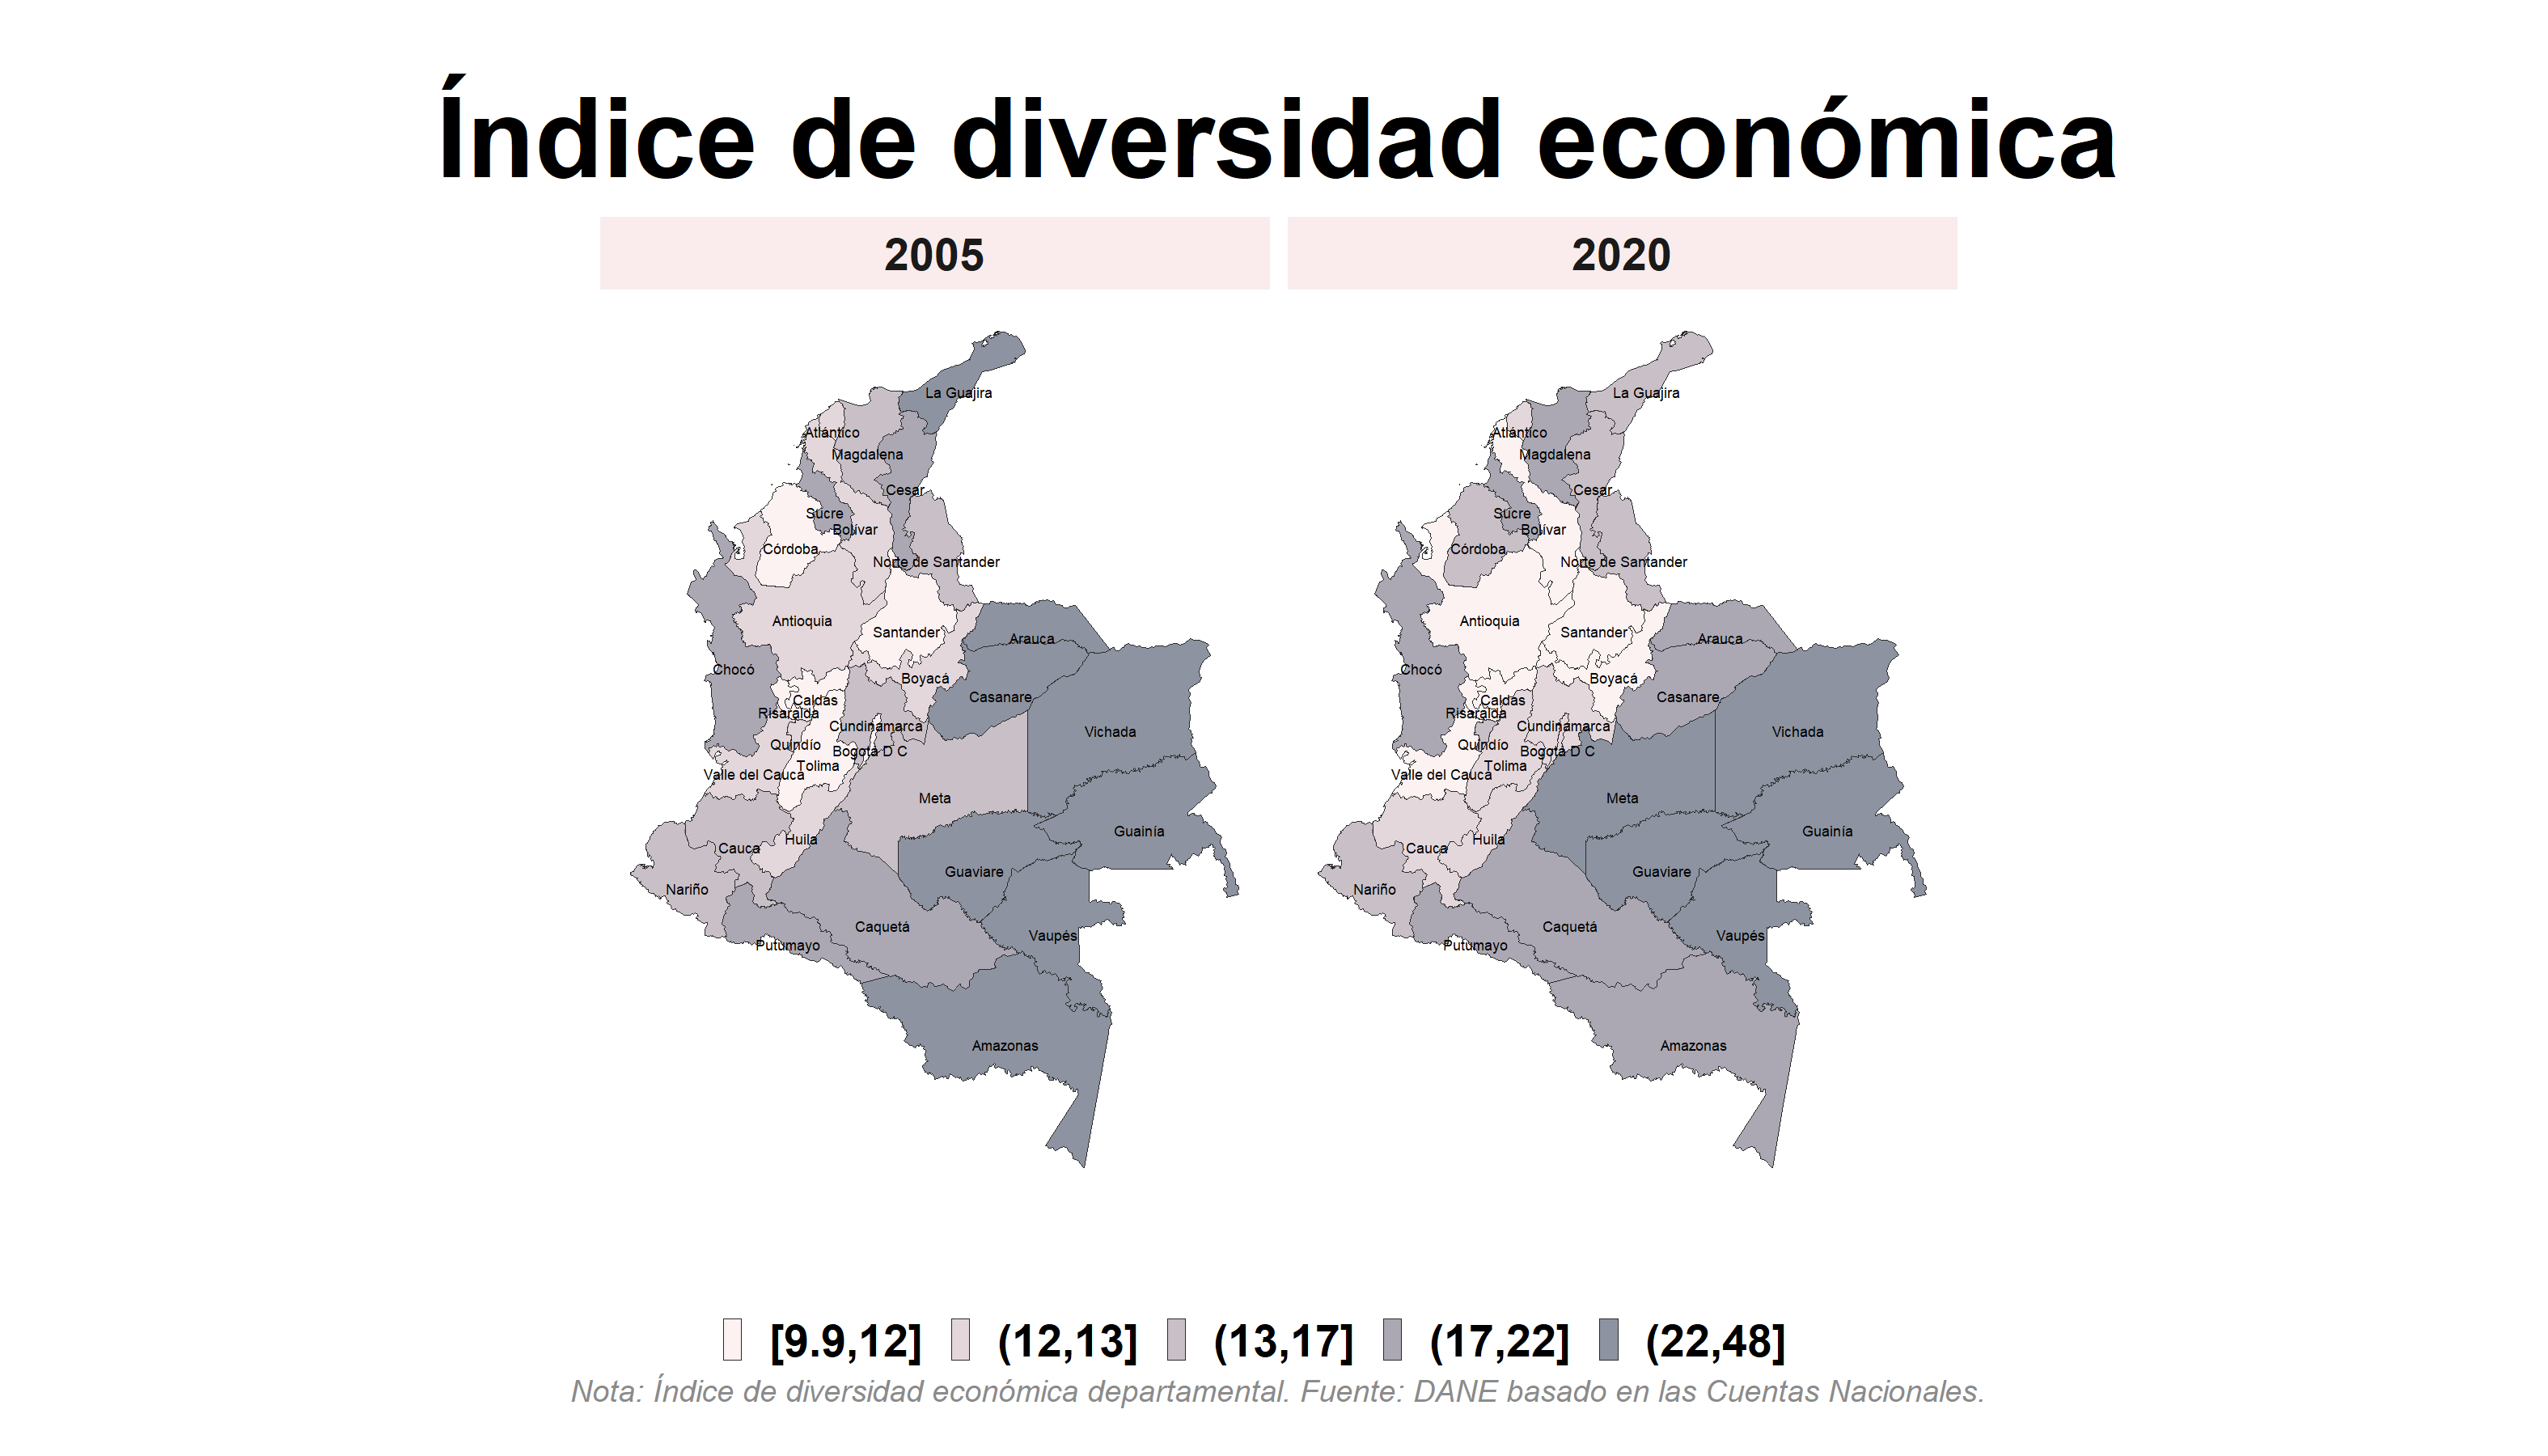 Índice de diversidad económica
2005
2020
La Guajira
Atlántico
Magdalena
Cesar
Sucre
Bolívar
Córdoba
Norte de Santander
Antioquia
Santander
Arauca
Chocó
Boyacá
Casanare
Caldas
Risaralda
Cundinamarca
Vichada
Quindío
Bogotá D C
Tolima
Valle del Cauca
Meta
Guainía
Huila
Cauca
Guaviare
Nariño
Caquetá
Vaupés
Putumayo
Amazonas
La Guajira
Atlántico
Magdalena
Cesar
Sucre
Bolívar
Córdoba
Norte de Santander
Antioquia
Santander
Arauca
Chocó
Boyacá
Casanare
Caldas
Risaralda
Cundinamarca
Vichada
Quindío
Bogotá D C
Tolima
Valle del Cauca
Meta
Guainía
Huila
Cauca
Guaviare
Nariño
Caquetá
Vaupés
Putumayo
Amazonas
[9.9,12] (12,13] (13,17] (17,22] (22,48]
Nota: Índice de diversidad económica departamental. Fuente: DANE basado en las Cuentas Nacionales.